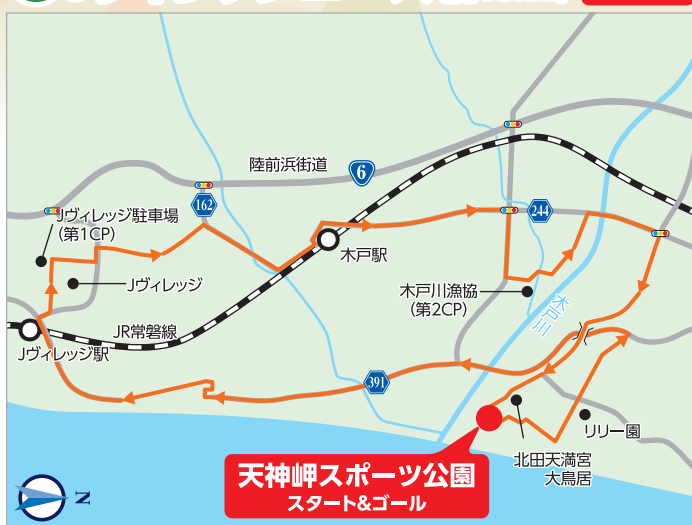 陸前浜街道
6
162
Jヴィレッジ駐車場
(第1CP)
244
木戸駅
Jヴィレッジ
木戸川漁協
(第2CP)
木戸川
JR常磐線
Jヴィレッジ駅
391
リリー園
北田天満宮
大鳥居
天神岬スポーツ公園
スタート&ゴール
N